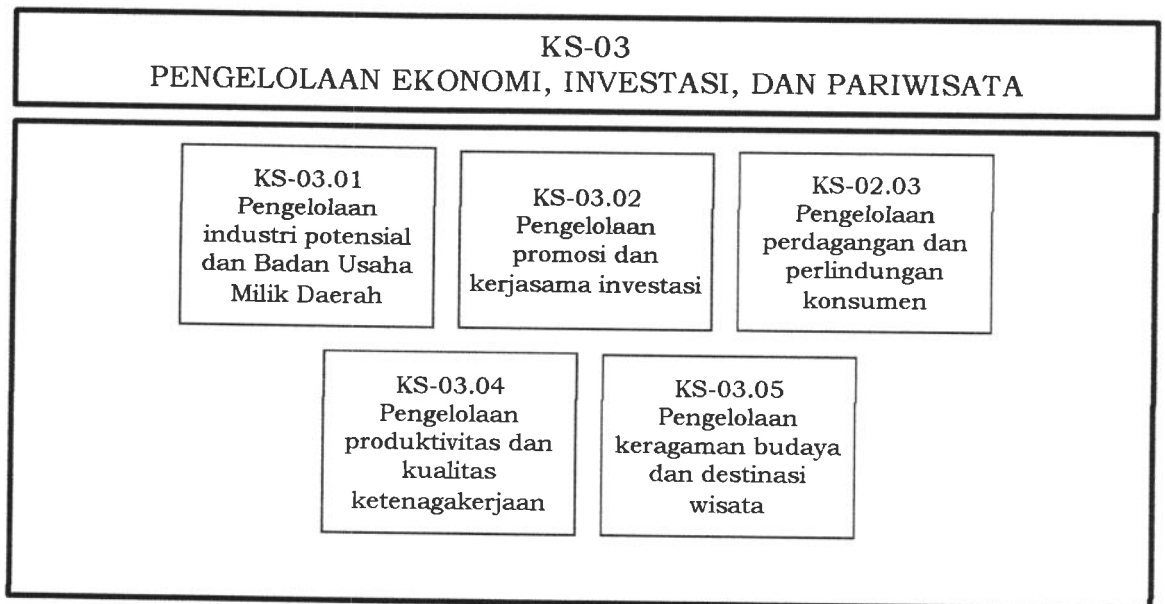 KS-03
PENGELOLAAN EKONOMI, INVESTASI, DAN PARIWISATA
KS-03.01
Pengelolaan
industri potensial
dan Badan Usaha
Milik Daerah
KS-03.02
Pengelolaan
promosi dan
kerjasama investasi
KS-02.03
Pengelolaan
perdagangan dan
perlindungan
konsumen
KS-03.04
Pengelolaan
produktivitas dan
kualitas
ketenagakerjaan
KS-03.05
Pengelolaan
keragaman budaya
dan destinasi
wisata